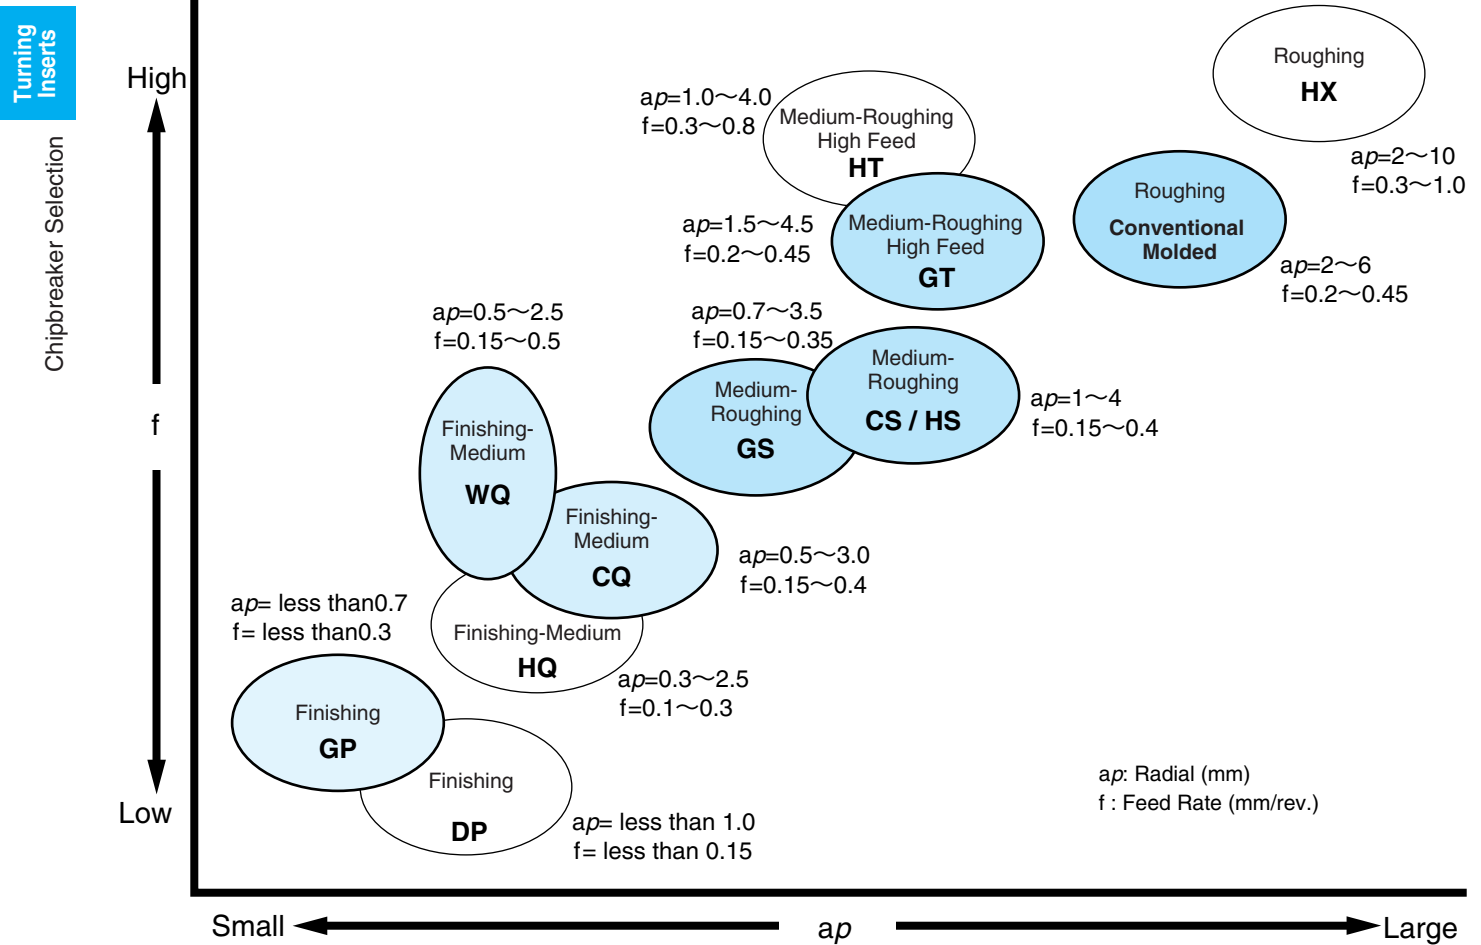 Turning
Inserts
Chipbreaker Selection
High
f
Low
Roughing
HX
ap=2～10
f=0.3～1.0
ap=1.0～4.0
f=0.3～0.8
Medium-Roughing
High Feed
HT
Roughing
Conventional
Molded
ap=2～6
f=0.2～0.45
ap=1.5～4.5
f=0.2～0.45
Medium-Roughing
High Feed
GT
ap=0.5～2.5
f=0.15～0.5
ap=0.7～3.5
f=0.15～0.35
Medium-
Roughing
GS
Medium-
Roughing
CS / HS
ap=1～4
f=0.15～0.4
Finishing-
Medium
WQ
Finishing-
Medium
CQ
ap=0.5～3.0
f=0.15～0.4
ap= less than0.7
f= less than0.3
Finishing-Medium
HQ
ap=0.3～2.5
f=0.1～0.3
Finishing
GP
Finishing
DP
ap= less than 1.0
f= less than 0.15
ap: Radial (mm)
f : Feed Rate (mm/rev.)
Small
ap
Large